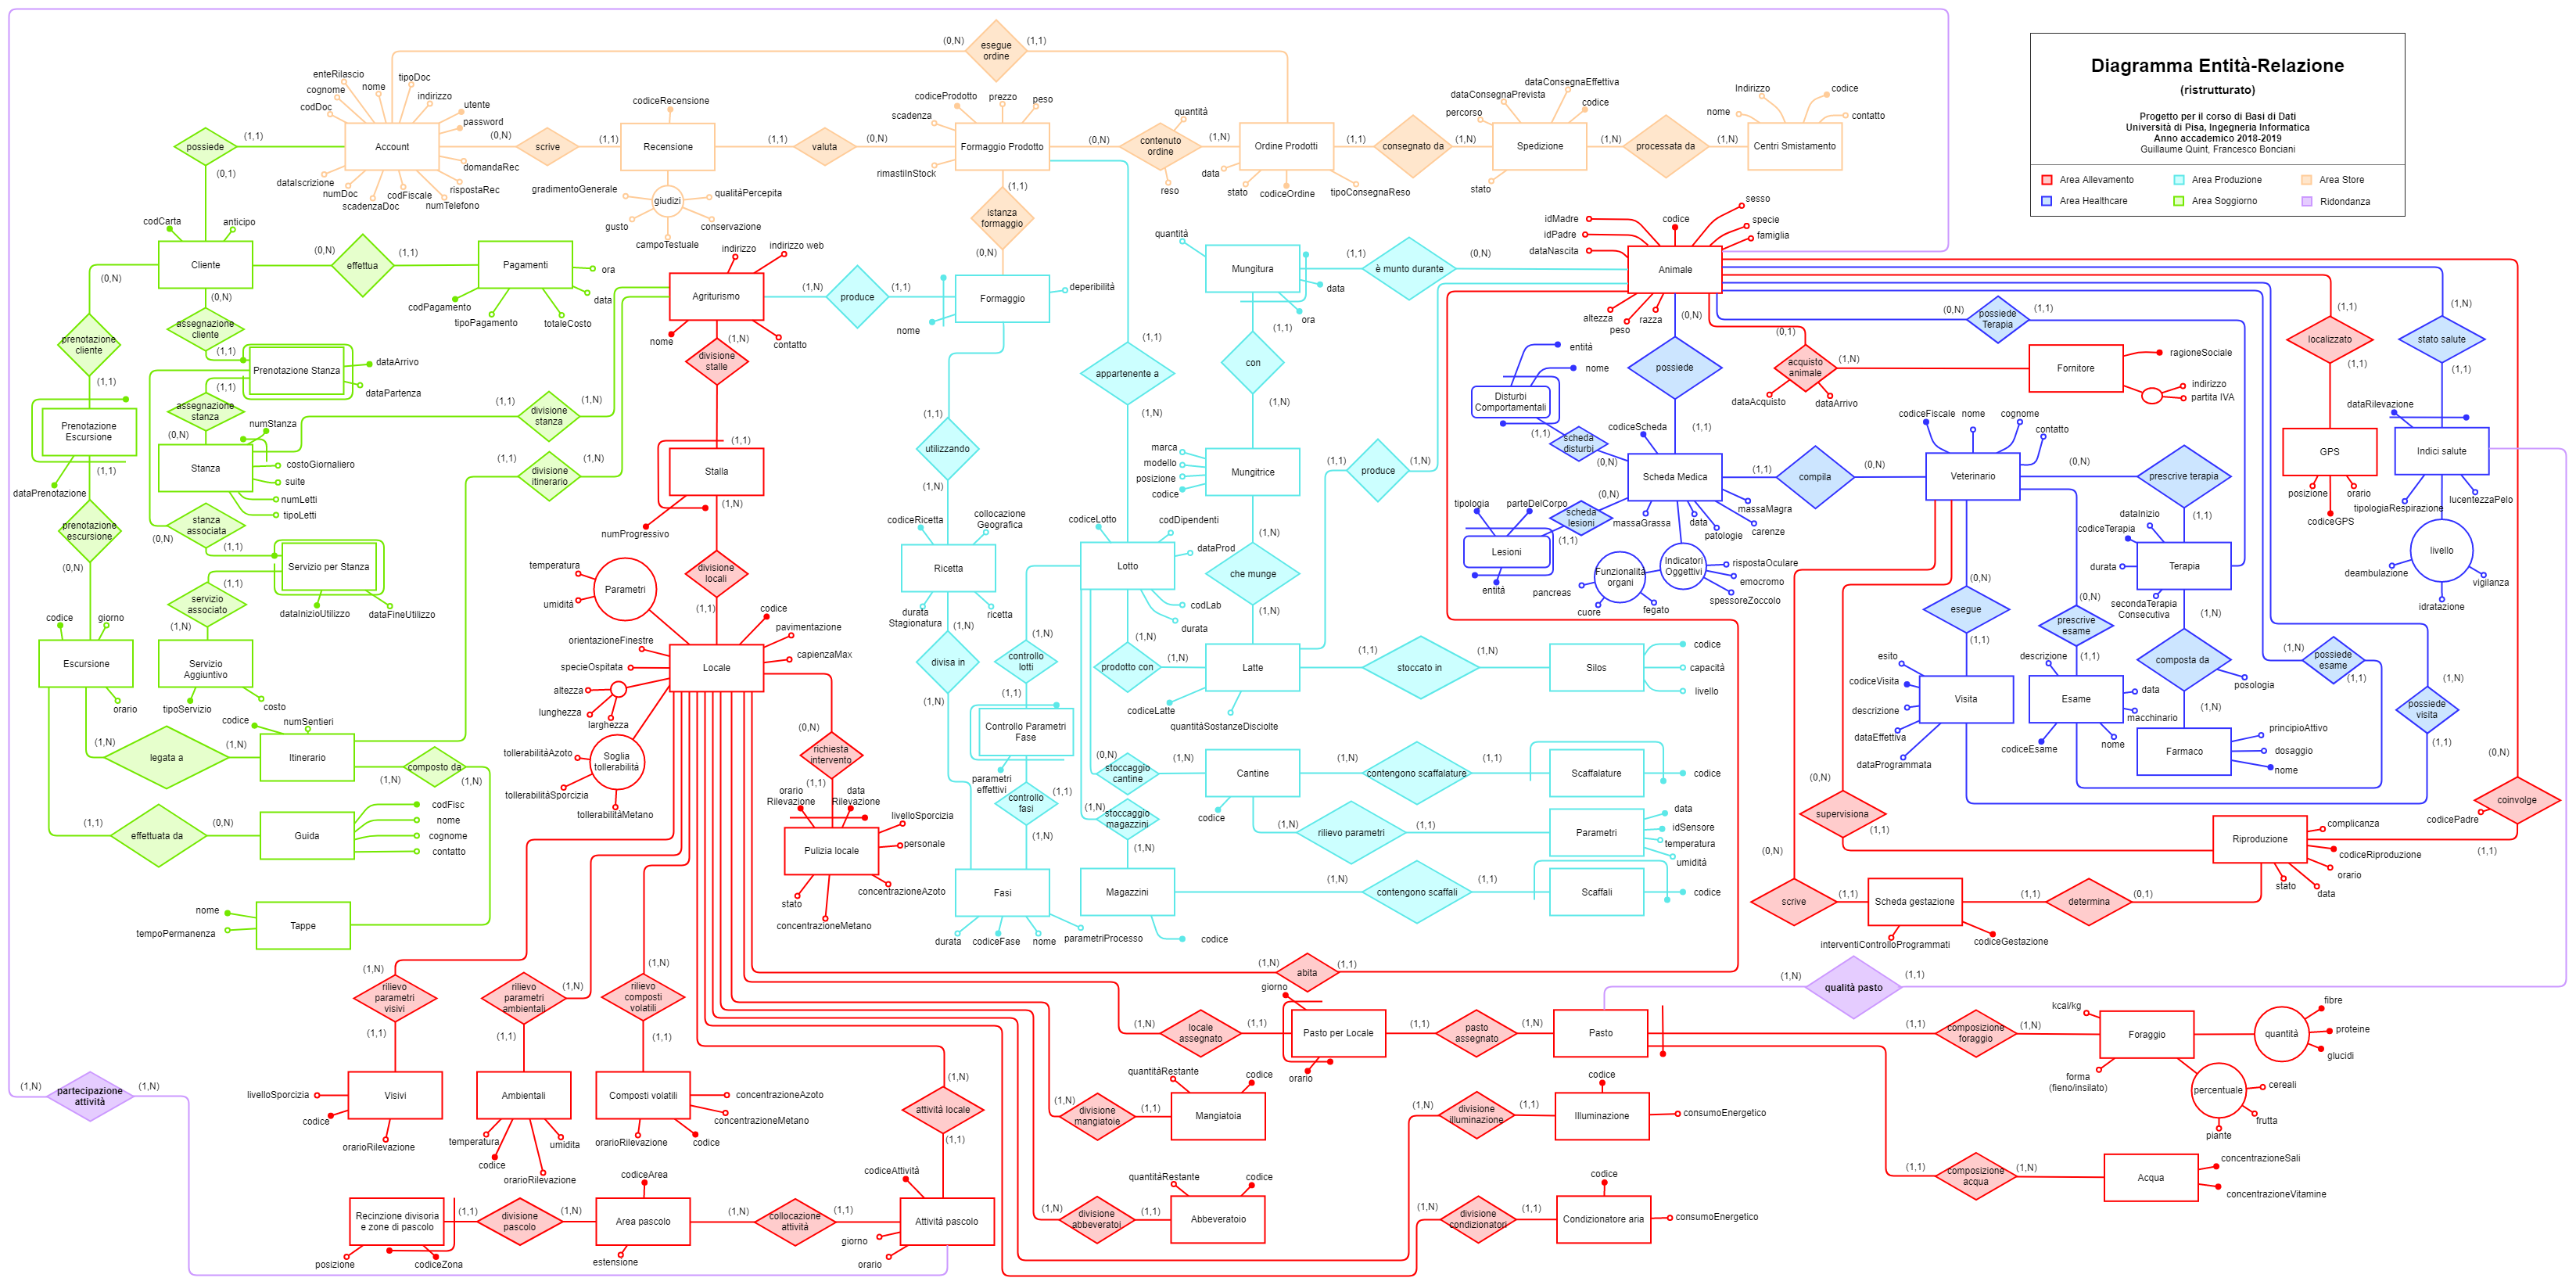 Diagramma Entità-Relazione
(ristrutturato)
Progetto per il corso di Basi di Dati
Università di Pisa, Ingegneria Informatica
Anno accademico 2018-2019
Guillaume Quint, Francesco Bonciani
Area Allevamento
Area Produzione
Area Store
Area Healthcare
Area Soggiorno
Ridondanza
(0,N)
esegue
ordine
(1,1)
enteRilascio
cognome
codDoc
nome
tipoDoc
indirizzo
utente
password
Account
domandaRec
rispostaRec
numTelefono
codFiscale
scadenzaDoc
numDoc
dataIscrizione
possiede
(1,1)
(0,1)
(0,N)
scrive
(1,1)
codiceRecensione
Recensione
gradimentoGenerale
giudizi
qualitàPercepita
gusto
conservazione
campoTestuale
(1,1)
valuta
(0,N)
codiceProdotto
prezzo
peso
scadenza
Formaggio Prodotto
rimastiInStock
(0,N)
quantità
contenuto
ordine
reso
(1,N)
Ordine Prodotti
data
stato
codiceOrdine
tipoConsegnaReso
(1,1)
consegnato da
(1,N)
dataConsegnaEffettiva
dataConsegnaPrevista
percorso
codice
Spedizione
stato
(1,N)
processata da
(1,N)
Indirizzo
codice
nome
contatto
Centri Smistamento
codCarta
anticipo
Cliente
(0,N)
effettua
(1,1)
Pagamenti
ora
data
codPagamento
tipoPagamento
totaleCosto
(0,N)
prenotazione
cliente
(1,1)
(0,N)
assegnazione
cliente
(1,1)
Prenotazione Stanza
dataArrivo
dataPartenza
(1,1)
assegnazione
stanza
(0,N)
numStanza
Stanza
costoGiornaliero
suite
numLetti
tipoLetti
(1,1)
divisione
stanza
(1,N)
(1,1)
divisione
itinerario
(1,N)
Prenotazione
Escursione
dataPrenotazione
(1,1)
prenotazione
escursione
(0,N)
stanza
associata
(0,N)
(1,1)
Servizio per Stanza
dataInizioUtilizzo
dataFineUtilizzo
(1,1)
servizio
associato
(1,N)
Servizio
Aggiuntivo
tipoServizio
costo
codice
giorno
Escursione
orario
(1,N)
legata a
(1,N)
codice
numSentieri
Itinerario
(1,N)
composto da
(1,N)
(1,1)
effettuata da
(0,N)
Guida
codFisc
nome
cognome
contatto
nome
tempoPermanenza
Tappe
indirizzo
indirizzo web
Agriturismo
nome
contatto
(1,N)
produce
(1,1)
(1,1)
istanza
formaggio
(0,N)
Formaggio
deperibilità
nome
(1,N)
divisione
stalle
(1,1)
Stalla
numProgressivo
(1,N)
divisione
locali
(1,1)
temperatura
umidità
Parametri
codice
pavimentazione
capienzaMax
orientazioneFinestre
specieOspitata
Locale
altezza
lunghezza
larghezza
tollerabilitàAzoto
Soglia
tollerabilità
tollerabilitàSporcizia
tollerabilitàMetano
(0,N)
richiesta
intervento
(1,1)
orario
Rilevazione
data
Rilevazione
livelloSporcizia
personale
Pulizia locale
concentrazioneAzoto
stato
concentrazioneMetano
(1,1)
utilizzando
(1,N)
codiceRicetta
collocazione
Geografica
Ricetta
durata
Stagionatura
ricetta
(1,N)
divisa in
(1,N)
(1,N)
controllo
lotti
(1,1)
Controllo Parametri
Fase
parametri
effettivi
controllo
fasi
(1,1)
(1,N)
Fasi
durata
codiceFase
nome
parametriProcesso
(1,1)
appartenente a
(1,N)
codiceLotto
codDipendenti
dataProd
Lotto
codLab
durata
(1,N)
prodotto con
(1,N)
(0,N)
stoccaggio
cantine
(1,N)
(1,N)
stoccaggio
magazzini
(1,N)
Magazzini
codice
quantità
Mungitura
data
ora
(1,1)
è munto durante
(0,N)
(1,1)
con
(1,N)
marca
modello
posizione
codice
Mungitrice
(1,1)
produce
(1,N)
(1,N)
che munge
(1,N)
Latte
codiceLatte
quantitàSostanzeDisciolte
(1,1)
stoccato in
(1,N)
Silos
codice
capacità
livello
Cantine
codice
(1,N)
contengono scaffalature
(1,1)
Scaffalature
codice
(1,N)
rilievo parametri
(1,1)
Parametri
data
idSensore
temperatura
umidità
(1,N)
contengono scaffali
(1,1)
Scaffali
codice
idMadre
idPadre
dataNascita
codice
sesso
specie
famiglia
Animale
altezza
peso
razza
(0,N)
possiede
(1,1)
(0,1)
acquisto
animale
(1,N)
dataAcquisto
dataArrivo
Fornitore
ragioneSociale
indirizzo
partita IVA
(0,N)
possiede
Terapia
(1,1)
(1,1)
localizzato
(1,1)
GPS
posizione
orario
codiceGPS
(1,N)
stato salute
(1,1)
dataRilevazione
Indici salute
tipologiaRespirazione
lucentezzaPelo
livello
deambulazione
vigilanza
idratazione
entità
nome
Disturbi
Comportamentali
(1,1)
scheda
disturbi
(0,N)
codiceScheda
Scheda Medica
massaMagra
carenze
data
patologie
massaGrassa
(0,N)
scheda
lesioni
(1,1)
tipologia
parteDelCorpo
Lesioni
entità
Funzionalità
organi
pancreas
cuore
fegato
Indicatori
Oggettivi
rispostaOculare
emocromo
spessoreZoccolo
(1,1)
compila
(0,N)
codiceFiscale
nome
cognome
contatto
Veterinario
(0,N)
prescrive terapia
(1,1)
dataInizio
codiceTerapia
Terapia
durata
secondaTerapia
Consecutiva
(1,N)
composta da
posologia
(1,N)
Farmaco
principioAttivo
dosaggio
nome
(0,N)
esegue
(1,1)
esito
codiceVisita
descrizione
dataEffettiva
dataProgrammata
Visita
(0,N)
prescrive
esame
(1,1)
descrizione
Esame
data
macchinario
nome
codiceEsame
(1,N)
possiede
esame
(1,1)
(1,N)
possiede
visita
(1,1)
(0,N)
supervisiona
(1,1)
(0,N)
scrive
(1,1)
Scheda gestazione
interventiControlloProgrammati
codiceGestazione
(1,1)
determina
(0,1)
Riproduzione
complicanza
codiceRiproduzione
orario
data
stato
(0,N)
coinvolge
codicePadre
(1,1)
(1,N)
qualità pasto
(1,1)
(1,N)
abita
(1,1)
(1,N)
rilievo
parametri
visivi
(1,1)
livelloSporcizia
codice
Visivi
orarioRilevazione
rilievo
parametri
ambientali
(1,N)
(1,1)
Ambientali
temperatura
codice
umidita
orarioRilevazione
(1,N)
rilievo
composti
volatili
(1,1)
Composti volatili
concentrazioneAzoto
concentrazioneMetano
orarioRilevazione
codice
(1,N)
partecipazione
attività
(1,N)
(1,N)
attività locale
(1,1)
codiceAttività
Attività pascolo
giorno
orario
(1,1)
collocazione
attività
(1,N)
codiceArea
Area pascolo
estensione
(1,N)
divisione
pascolo
(1,1)
Recinzione divisoria
e zone di pascolo
posizione
codiceZona
(1,N)
locale
assegnato
(1,1)
giorno
Pasto per Locale
orario
(1,1)
pasto
assegnato
(1,N)
Pasto
(1,1)
composizione
foraggio
(1,N)
kcal/kg
Foraggio
forma
(fieno/insilato)
quantità
fibre
proteine
glucidi
percentuale
cereali
frutta
piante
(1,1)
composizione
acqua
(1,N)
Acqua
concentrazioneSali
concentrazioneVitamine
(1,N)
divisione
mangiatoie
(1,1)
quantitàRestante
codice
Mangiatoia
(1,N)
divisione
abbeveratoi
(1,1)
quantitàRestante
codice
Abbeveratoio
(1,N)
divisione
illuminazione
(1,1)
codice
Illuminazione
consumoEnergetico
(1,N)
divisione
condizionatori
(1,1)
codice
Condizionatore aria
consumoEnergetico